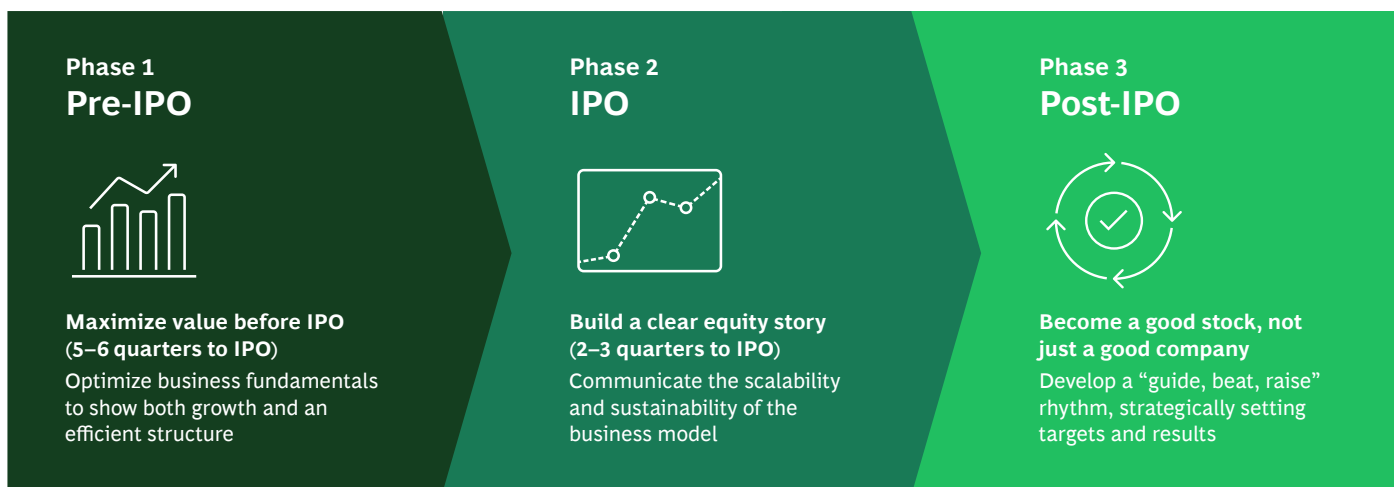 Phase 1
Pre-IPO
Maximize value before IPO
(5–6 quarters to IPO)
Optimize business fundamentals
to show both growth and an
efficient structure
Phase 2
IPO
Build a clear equity story
(2–3 quarters to IPO)
Communicate the scalability
and sustainability of the
business model
Phase 3
Post-IPO
Become a good stock, not
just a good company
Develop a “guide, beat, raise”
rhythm, strategically setting
targets and results